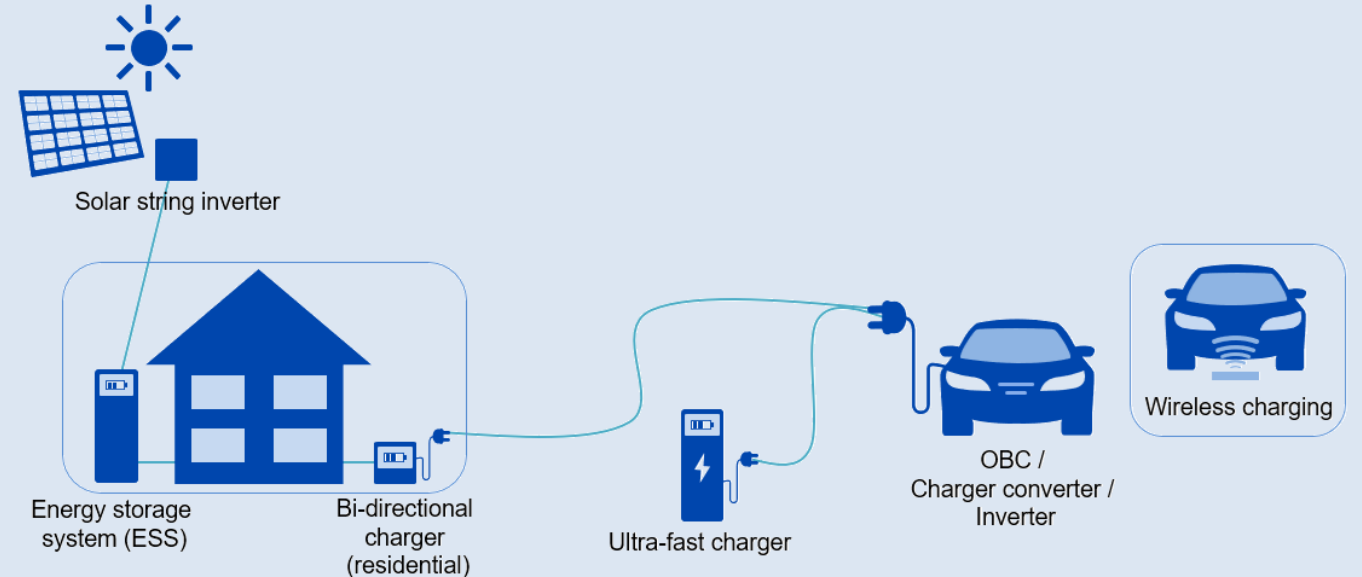 Solar string inverter
Energy storage
system (ESS)
Bi-directional
charger
(residential)
Ultra-fast charger
OBC /
Charger converter /
Inverter
Wireless charging